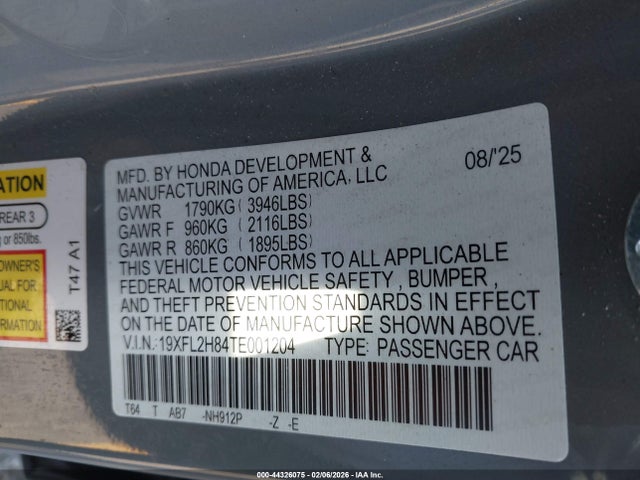 ATION
REAR 3
g or 850lbs.
OWNER'S
UAL FOR
TIONAL
ORMATION
T47 A1
MFD. BY HONDA DEVELOPMENT & 08/'25
MANUFACTURING OF AMERICA, LLC
GVWR 1790KG ( 3946LBS)
GAWR F 960KG ( 2116LBS)
GAWR R 860KG ( 1895LBS)
THIS VEHICLE CONFORMS TO ALL APPLICABLE
FEDERAL MOTOR VEHICLE SAFETY , BUMPER ,
AND THEFT PREVENTION STANDARDS IN EFFECT
ON THE DATE OF MANUFACTURE SHOWN ABOVE.
V.I.N.:19XFL2H84TE001204 TYPE: PASSENGER CAR
T64 T AB7 -NH912P -Z -E
000-44326075 - 02/06/2026 - IAA Inc.